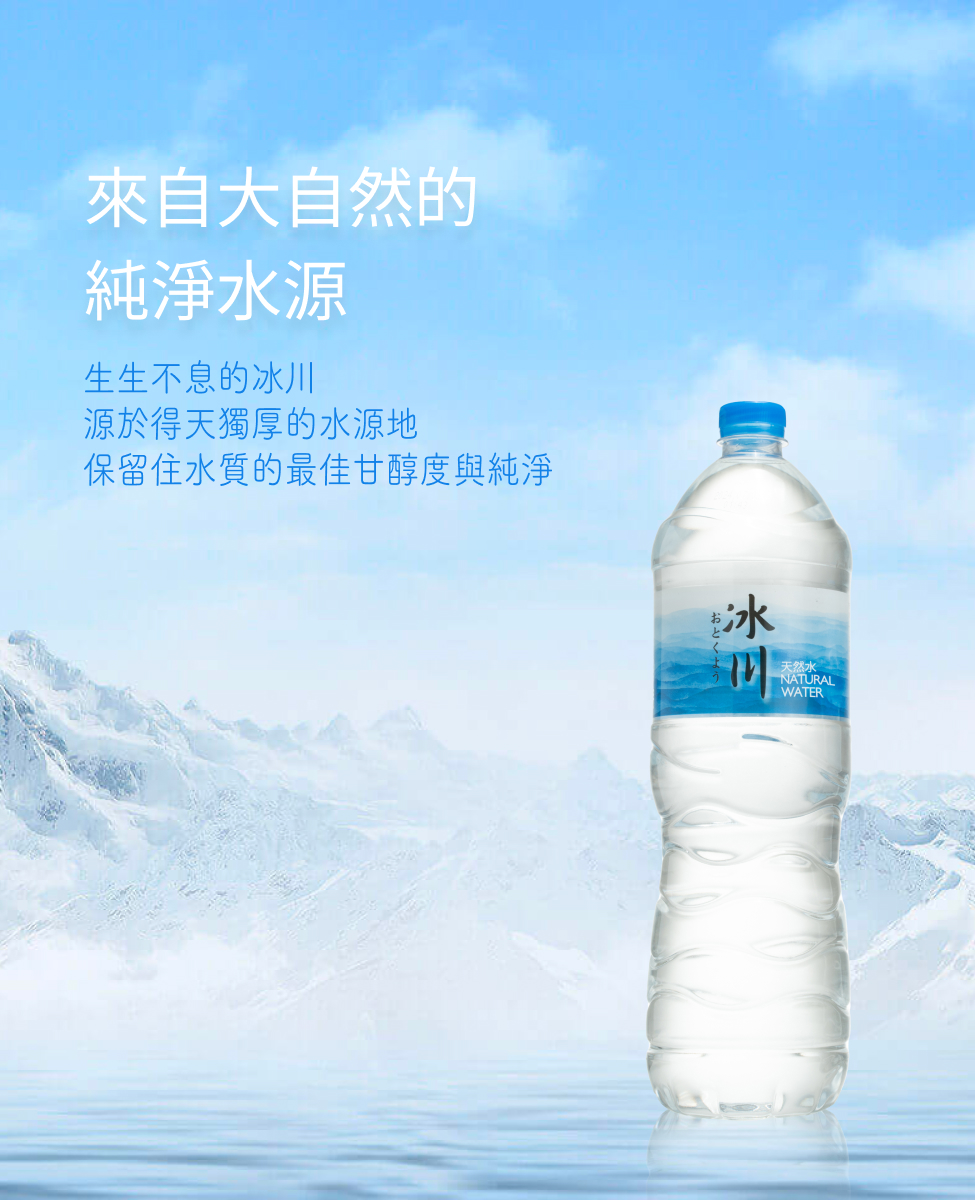 來自大自然的
純淨水源
生生不息的冰川
源於得天獨厚的水源地
保留住水質的最佳甘醇度與純淨
冰川
おとくよう
天然水
NATURAL
WATER